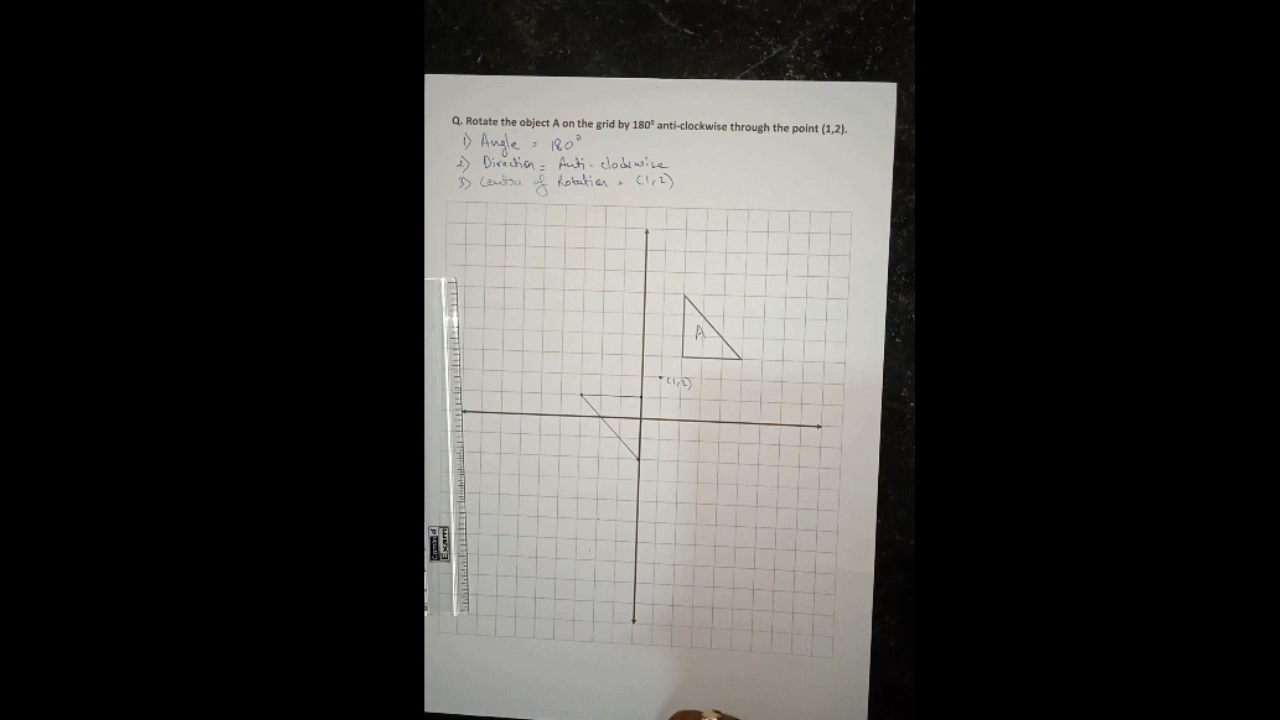 Q. Rotate the object A on the grid by 180° anti-clockwise through the point (1,2).
1) Angle = 180°
2) Direction = Anti-clockwise
3) Centre of Rotation = (1,2)
A
(1,2)
Exam